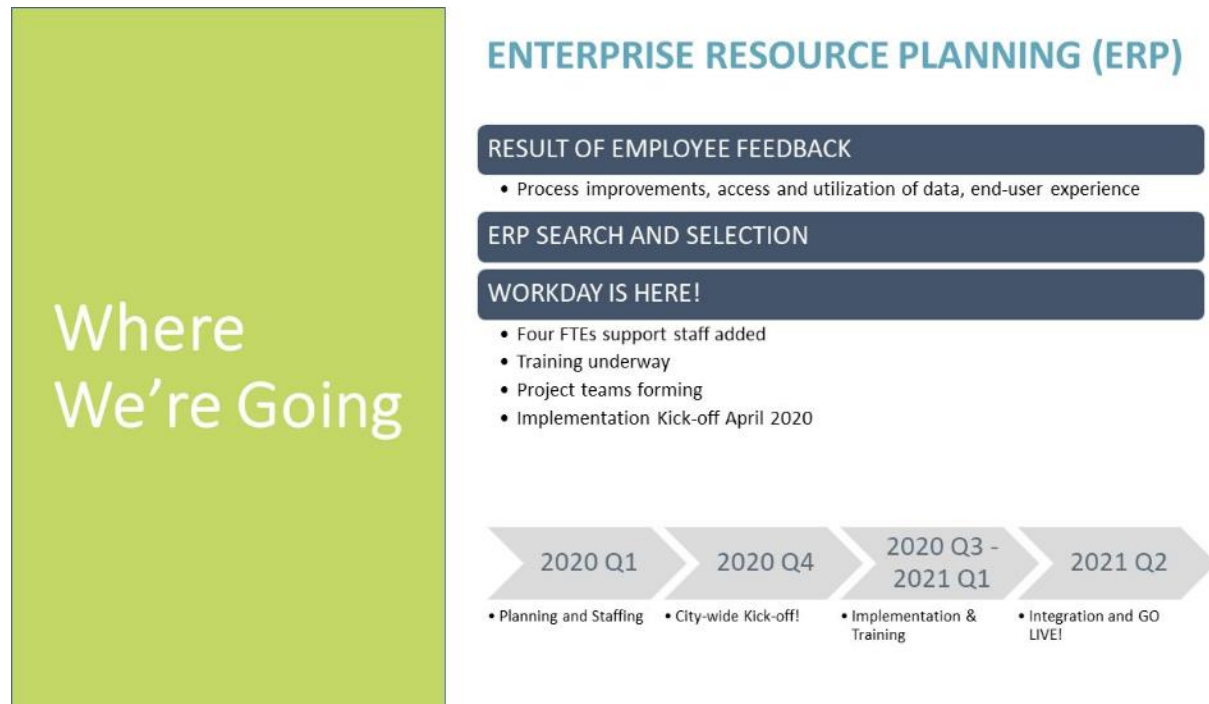 Where
We're Going
ENTERPRISE RESOURCE PLANNING (ERP)
RESULT OF EMPLOYEE FEEDBACK
• Process improvements, access and utilization of data, end-user experience
ERP SEARCH AND SELECTION
WORKDAY IS HERE!
• Four FTEs support staff added
• Training underway
• Project teams forming
• Implementation Kick-off April 2020
2020 Q1
• Planning and Staffing
2020 Q4
• City-wide Kick-off!
2020 Q3 -
2021 Q1
• Implementation &
Training
2021 Q2
• Integration and GO
LIVE!